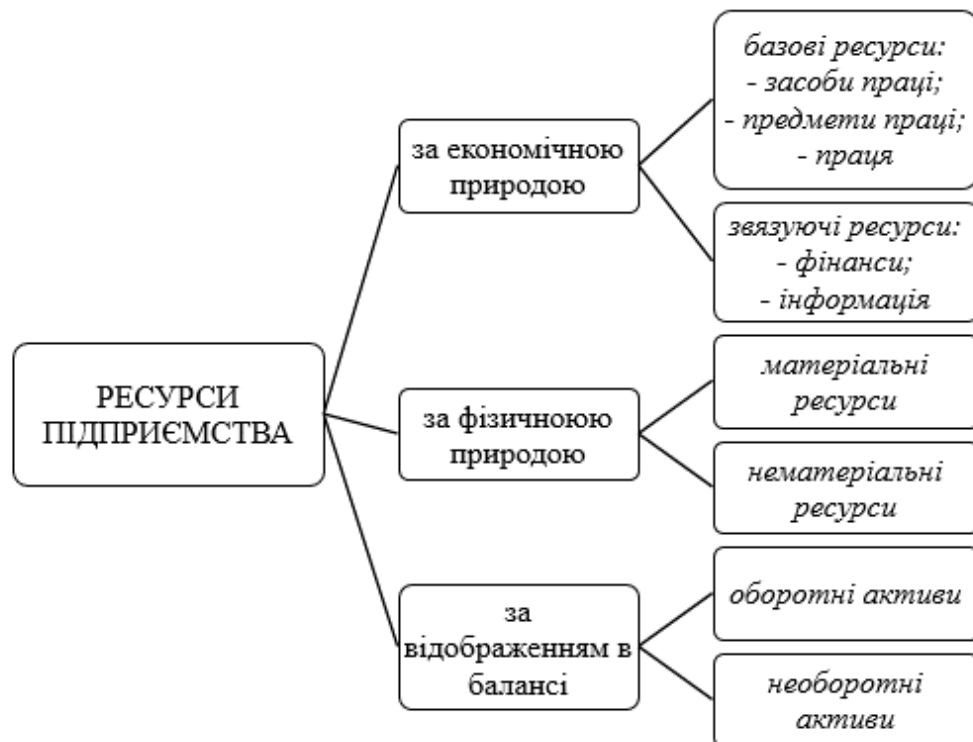 РЕСУРСИ
ПІДПРИЄМСТВА
за економічною
природою
базові ресурси:
- засоби праці;
- предмети праці;
- праця
звязуючі ресурси:
- фінанси;
- інформація
за фізичноюю
природою
матеріальні
ресурси
нематеріальні
ресурси
за
відображенням в
балансі
оборотні активи
необоротні
активи